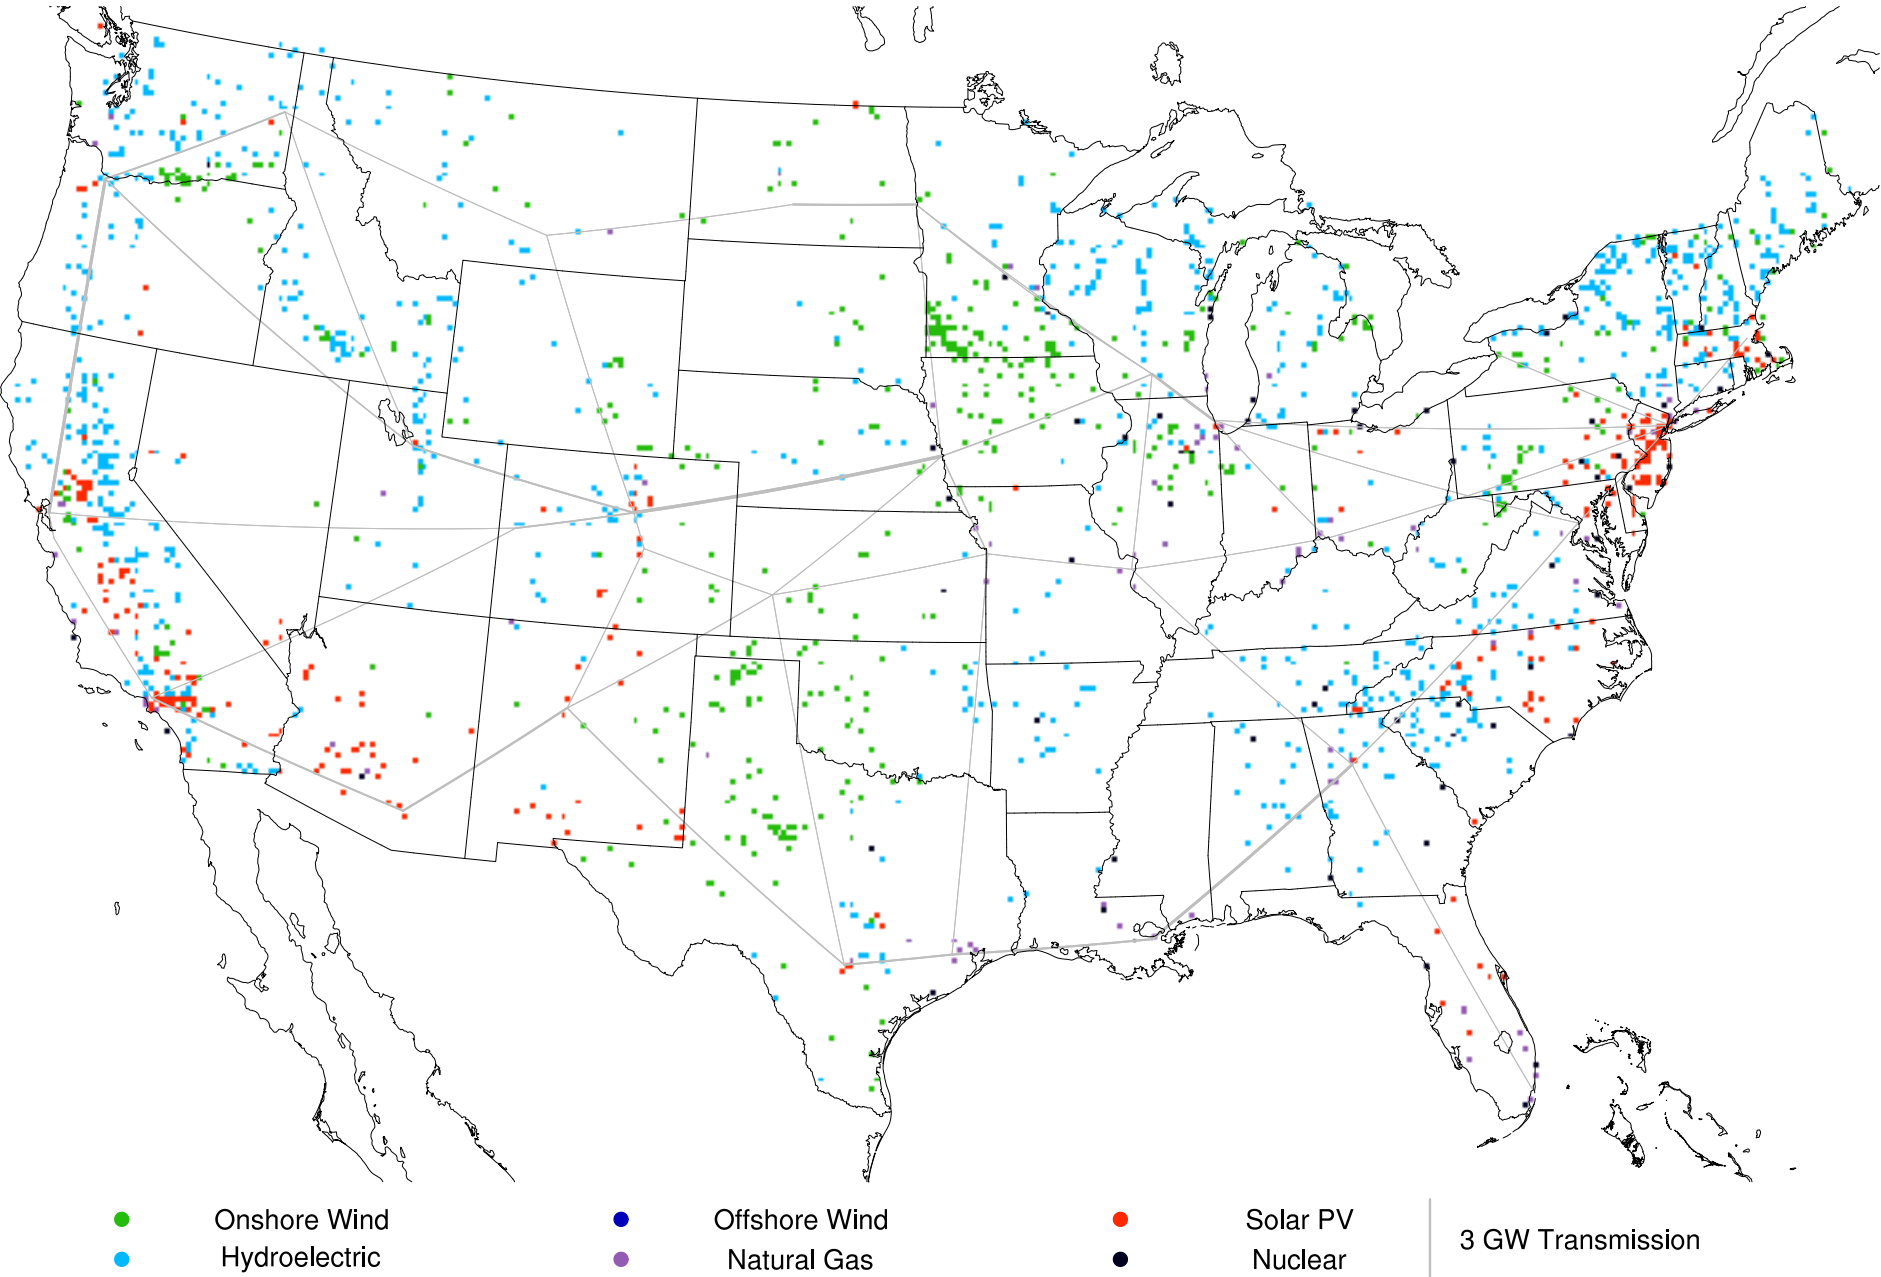 Onshore Wind Offshore Wind Solar PV
Hydroelectric Natural Gas Nuclear
3 GW Transmission